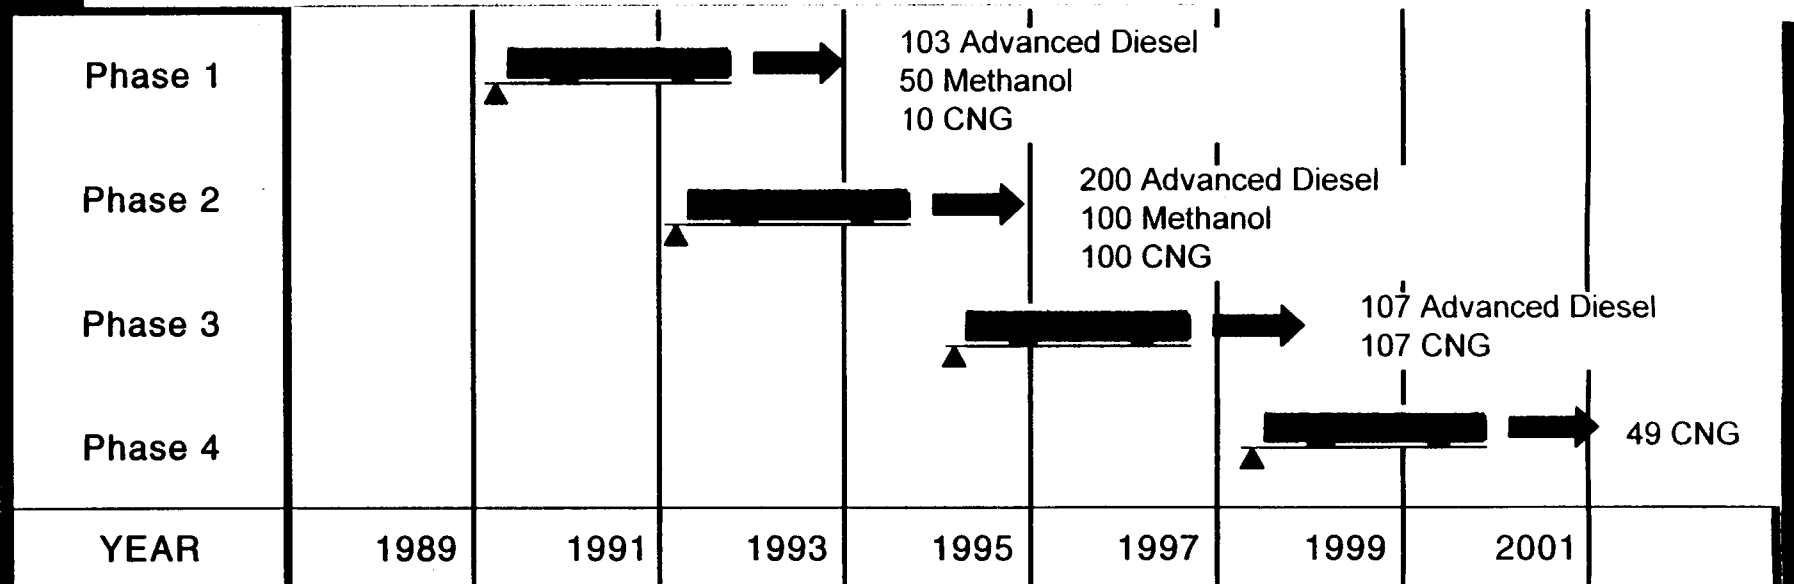 Phase 1
103 Advanced Diesel
50 Methanol
10 CNG
Phase 2
200 Advanced Diesel
100 Methanol
100 CNG
Phase 3
107 Advanced Diesel
107 CNG
Phase 4
49 CNG
YEAR 1989 1991 1993 1995 1997 1999 2001